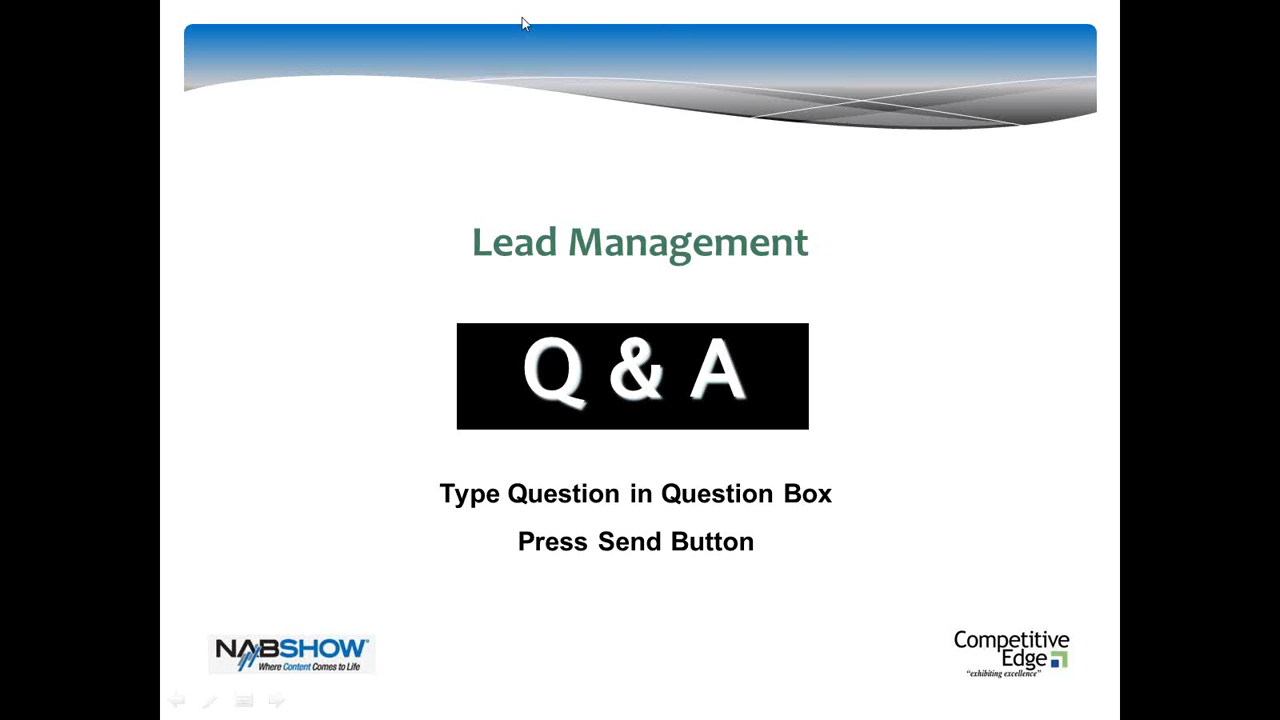 Lead Management
Q & A
Type Question in Question Box
Press Send Button
NABSHOW®
Where Content Comes to Life
Competitive
Edge
"exhibiting excellence"